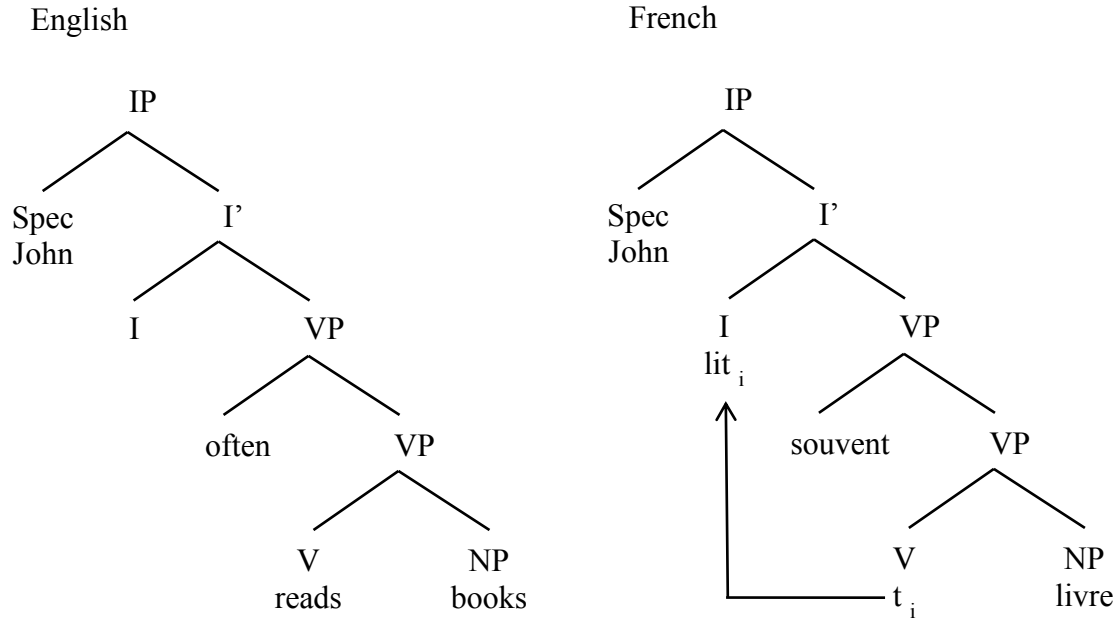 English
IP
Spec
John
I’
I
VP
often
VP
V
reads
NP
books
French
IP
Spec
John
I’
I
lit i
VP
souvent
VP
V
t i
NP
livre